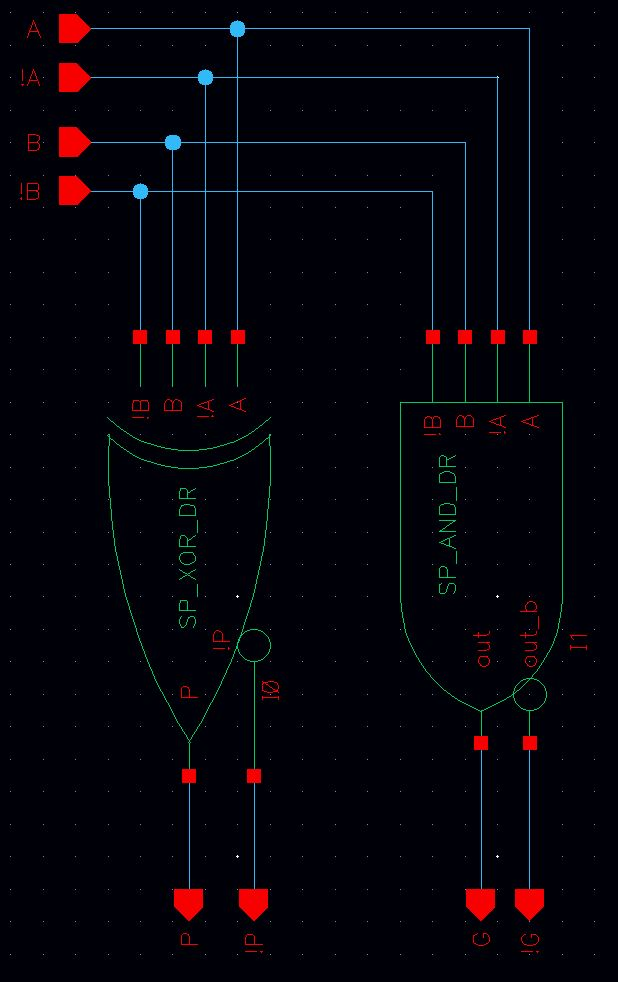 A
!A
B
!B
!B
B
!A
A
!B
B
!A
A
SP_XOR_DR
SP_AND_DR
!P
P
I0
out
out_b
I1
P
!P
G
!G